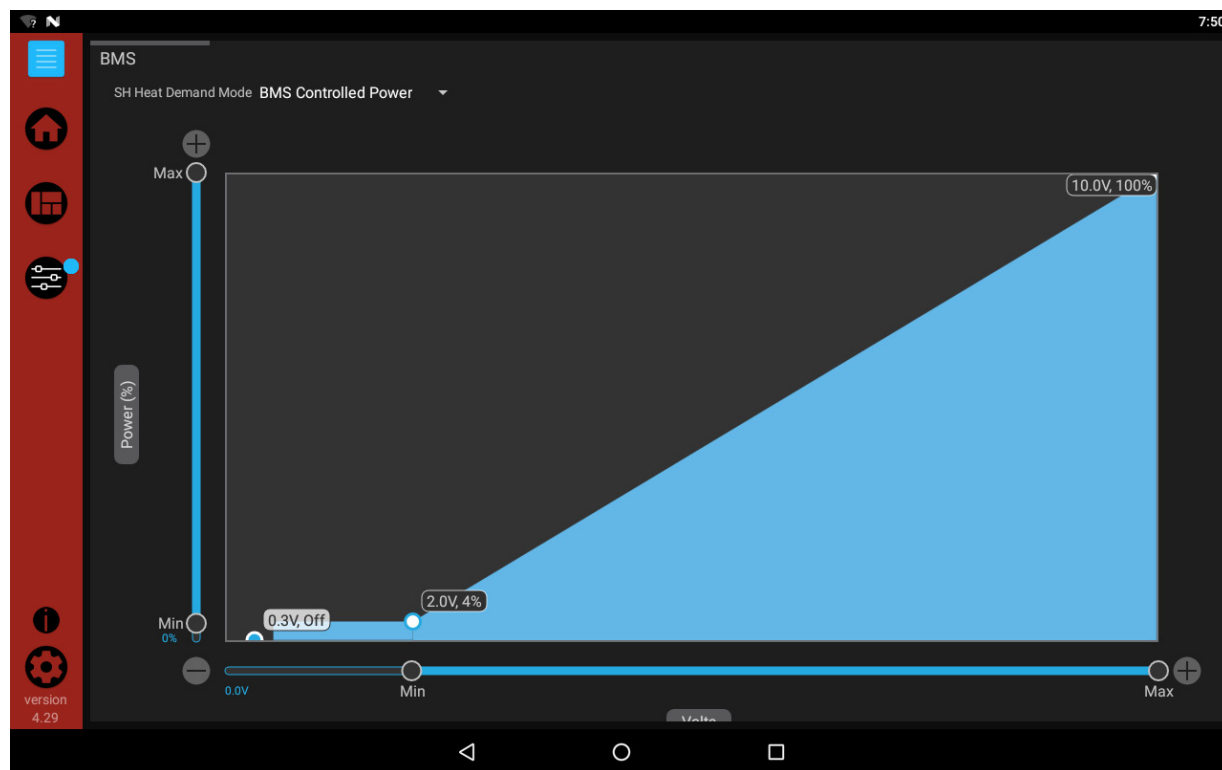 7:50
BMS
SH Heat Demand Mode BMS Controlled Power
Max
10.0V, 100%
Power (%)
2.0V, 4%
0.3V, Off
Min
0%
0.0V
Min
Max
Volts
version
4.29